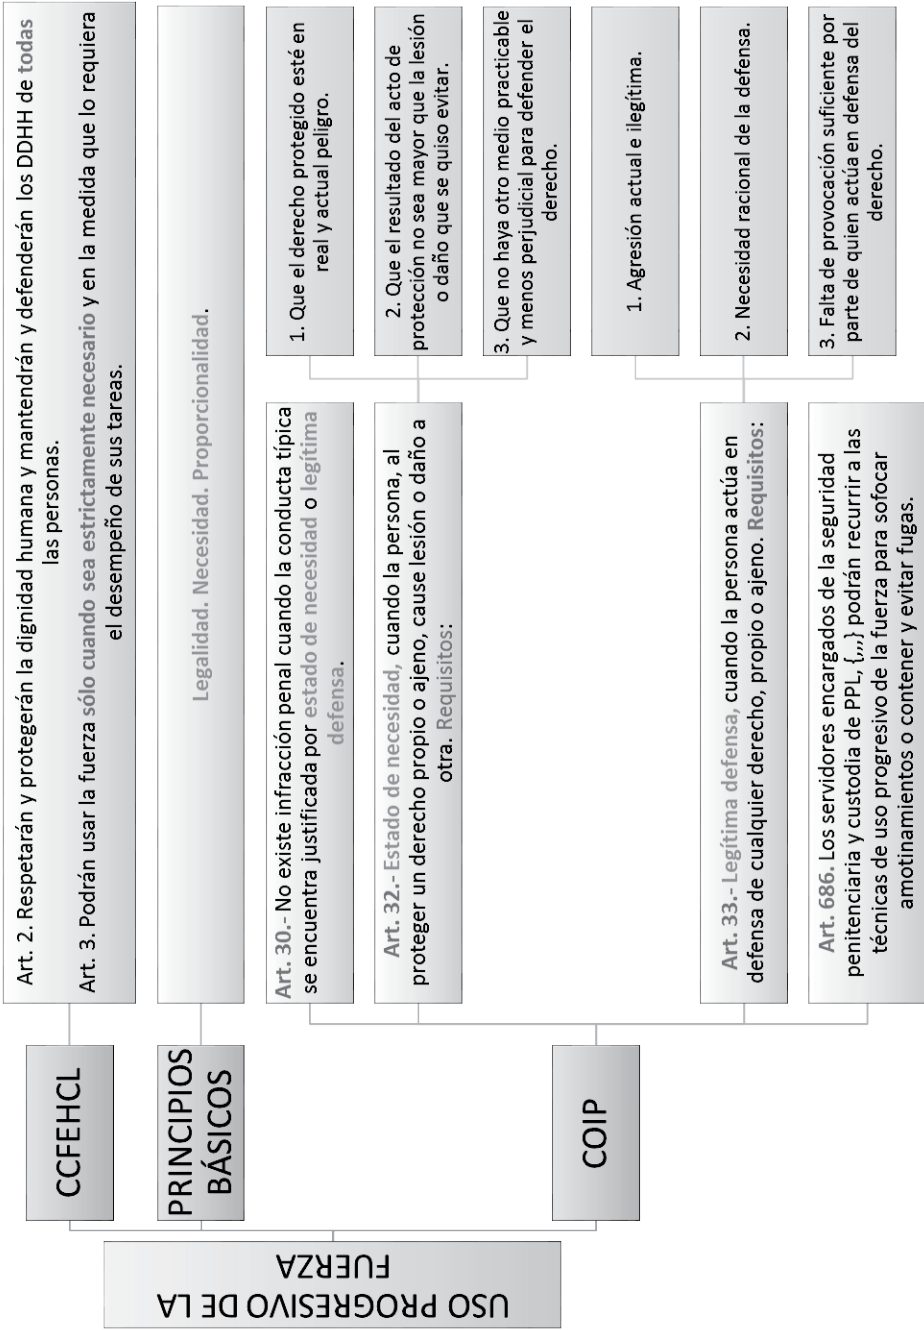 USO PROGRESIVO DE LA
FUERZA
CCFEHCL
Art. 2. Respetarán y protegerán la dignidad humana y mantendrán y defenderán los DDHH de todas
las personas.
Art. 3. Podrán usar la fuerza sólo cuando sea estrictamente necesario y en la medida que lo requiera
el desempeño de sus tareas.
PRINCIPIOS
BÁSICOS
Legalidad. Necesidad. Proporcionalidad.
COIP
Art. 30.- No existe infracción penal cuando la conducta típica
se encuentra justificada por estado de necesidad o legítima
defensa.
Art. 32.- Estado de necesidad, cuando la persona, al
proteger un derecho propio o ajeno, cause lesión o daño a
otra. Requisitos:
1. Que el derecho protegido esté en
real y actual peligro.
2. Que el resultado del acto de
protección no sea mayor que la lesión
o daño que se quiso evitar.
3. Que no haya otro medio practicable
y menos perjudicial para defender el
derecho.
Art. 33.- Legítima defensa, cuando la persona actúa en
defensa de cualquier derecho, propio o ajeno. Requisitos:
1. Agresión actual e ilegítima.
2. Necesidad racional de la defensa.
3. Falta de provocación suficiente por
parte de quien actúa en defensa del
derecho.
Art. 686. Los servidores encargados de la seguridad
penitenciaria y custodia de PPL, {,,,} podrán recurrir a las
técnicas de uso progresivo de la fuerza para sofocar
amotinamientos o contener y evitar fugas.